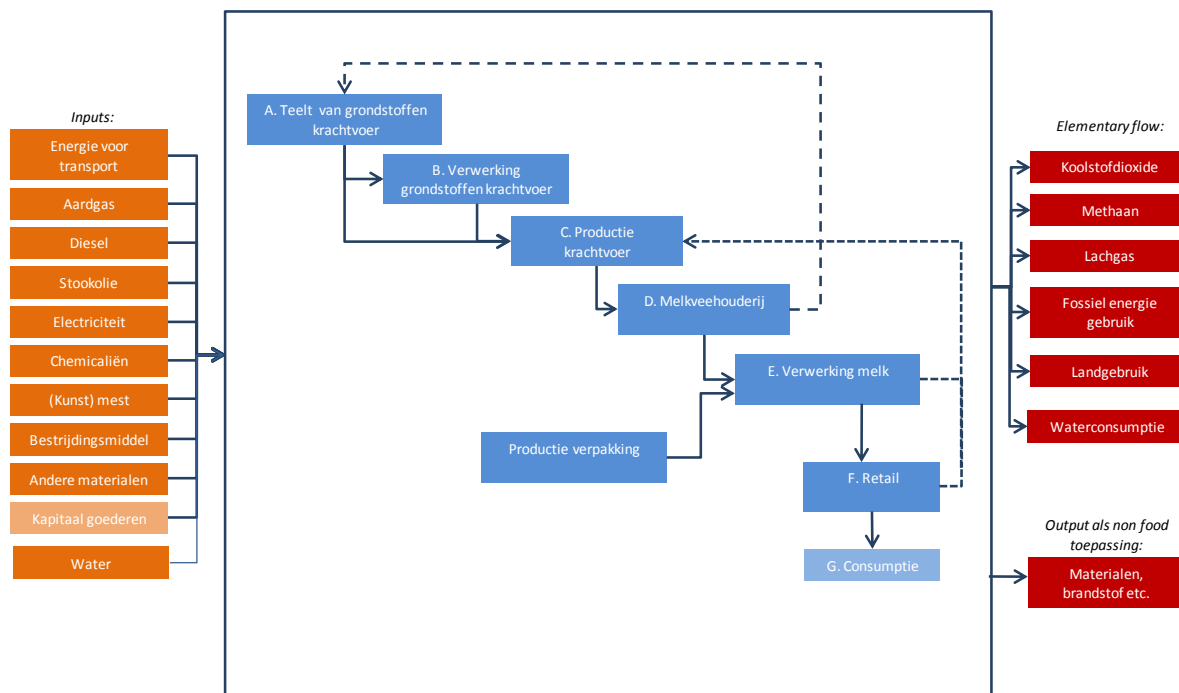 Inputs:
Energie voor
transport
Aardgas
Diesel
Stookolie
Electriciteit
Chemicaliën
(Kunst) mest
Bestrijdingsmiddel
Andere materialen
Kapitaal goederen
Water
A. Teelt van grondstoffen
krachtvoer
B. Verwerking
grondstoffen krachtvoer
C. Productie
krachtvoer
D. Melkveehouderij
E. Verwerking melk
Productie verpakking
F. Retail
G. Consumptie
Elementary flow:
Koolstofdioxide
Methaan
Lachgas
Fossiel energie
gebruik
Landgebruik
Waterconsumptie
Output als non food
toepassing:
Materialen,
brandstof etc.